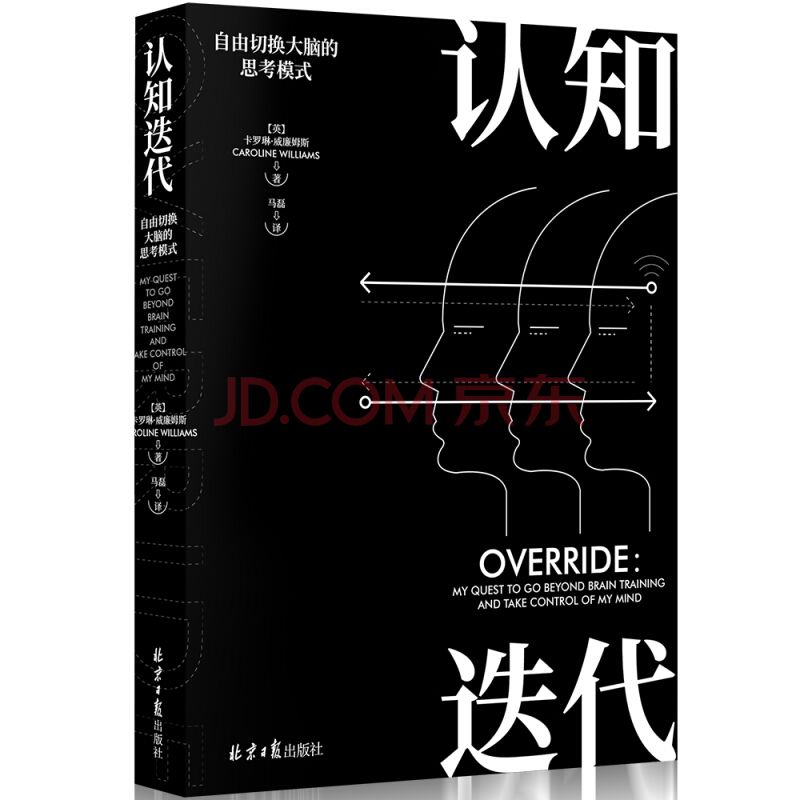 认知迭代
自由切换
大脑的
思考模式
MY QUEST
TO GO
BEYOND
BRAIN
TRAINING
AND
TAKE CONTROL
OF
MY MIND
【英】
卡罗琳·威廉姆斯
ROLINE WILLIAMS
著
马磊
译
北京日报出版社
自由切换大脑的
思考模式
【英】
卡罗琳·威廉姆斯
CAROLINE WILLIAMS
著
马磊
译
认知
JD.COM 京东
OVERRIDE:
MY QUEST TO GO BEYOND BRAIN TRAINING
AND TAKE CONTROL OF MY MIND
迭代
北京日报出版社